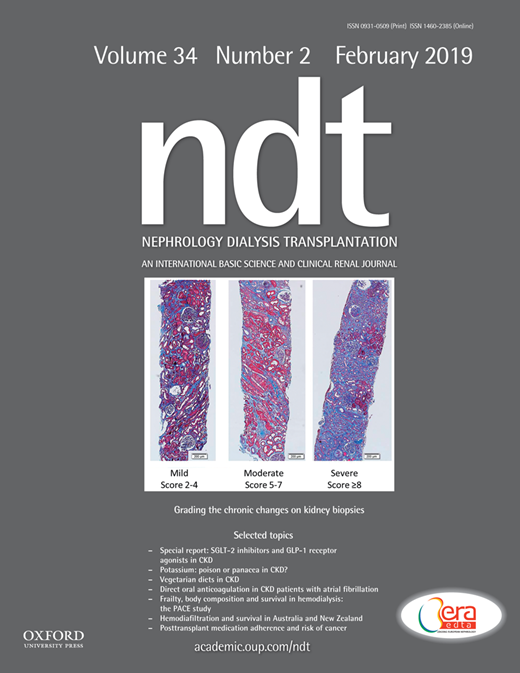 ISSN 0931-0509 (Print) ISSN 1460-2385 (Online)
Volume 34 Number 2 February 2019
ndt
NEPHROLOGY DIALYSIS TRANSPLANTATION
AN INTERNATIONAL BASIC SCIENCE AND CLINICAL RENAL JOURNAL
Mild Moderate Severe
Score 2-4 Score 5-7 Score ≥8
Grading the chronic changes on kidney biopsies
Selected topics
– Special report: SGLT-2 inhibitors and GLP-1 receptor
agonists in CKD
– Potassium: poison or panacea in CKD?
– Vegetarian diets in CKD
– Direct oral anticoagulation in CKD patients with atrial fibrillation
– Frailty, body composition and survival in hemodialysis:
the PACE study
– Hemodiafiltration and survival in Australia and New Zealand
– Posttransplant medication adherence and risk of cancer
era
edta
OXFORD
UNIVERSITY PRESS
academic.oup.com/ndt